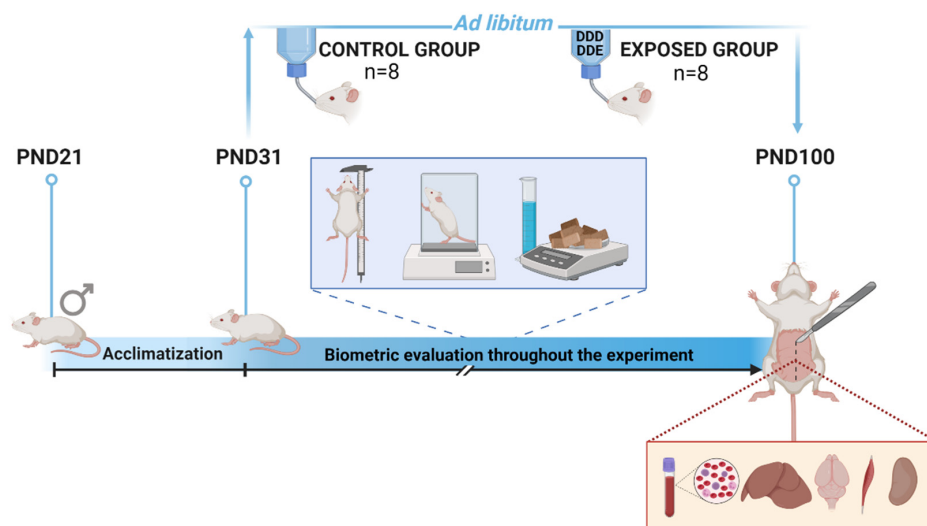 Ad libitum
CONTROL GROUP
n=8
DDD
DDE
EXPOSED GROUP
n=8
PND21
PND31
PND100
Acclimatization
Biometric evaluation throughout the experiment